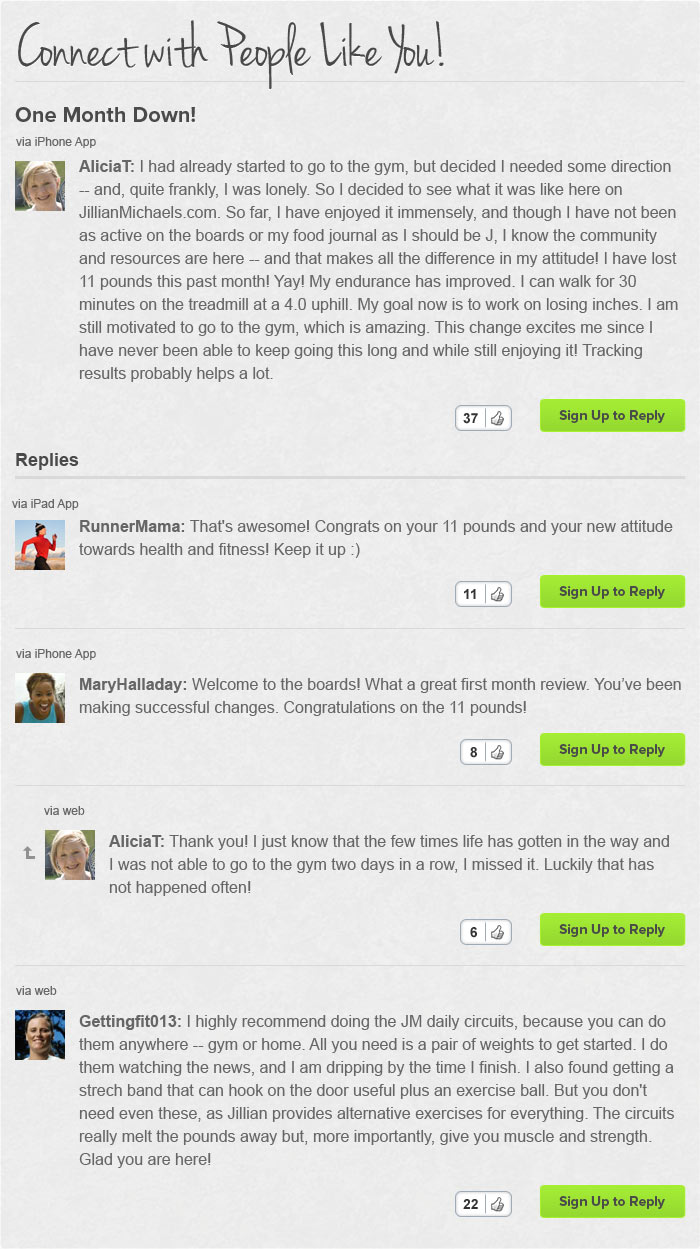 Connect with People Like You!
One Month Down!
via iPhone App
AliciaT: I had already started to go to the gym, but decided I needed some direction
-- and, quite frankly, I was lonely. So I decided to see what it was like here on
JillianMichaels.com. So far, I have enjoyed it immensely, and though I have not been
as active on the boards or my food journal as I should be J, I know the community
and resources are here -- and that makes all the difference in my attitude! I have lost
11 pounds this past month! Yay! My endurance has improved. I can walk for 30
minutes on the treadmill at a 4.0 uphill. My goal now is to work on losing inches. I am
still motivated to go to the gym, which is amazing. This change excites me since I
have never been able to keep going this long and while still enjoying it! Tracking
results probably helps a lot.
37 Sign Up to Reply
Replies
via iPad App
RunnerMama: That's awesome! Congrats on your 11 pounds and your new attitude
towards health and fitness! Keep it up :)
11 Sign Up to Reply
via iPhone App
MaryHalladay: Welcome to the boards! What a great first month review. You’ve been
making successful changes. Congratulations on the 11 pounds!
8 Sign Up to Reply
via web
AliciaT: Thank you! I just know that the few times life has gotten in the way and
I was not able to go to the gym two days in a row, I missed it. Luckily that has
not happened often!
6 Sign Up to Reply
via web
Gettingfit013: I highly recommend doing the JM daily circuits, because you can do
them anywhere -- gym or home. All you need is a pair of weights to get started. I do
them watching the news, and I am dripping by the time I finish. I also found getting a
strech band that can hook on the door useful plus an exercise ball. But you don't
need even these, as Jillian provides alternative exercises for everything. The circuits
really melt the pounds away but, more importantly, give you muscle and strength.
Glad you are here!
22 Sign Up to Reply